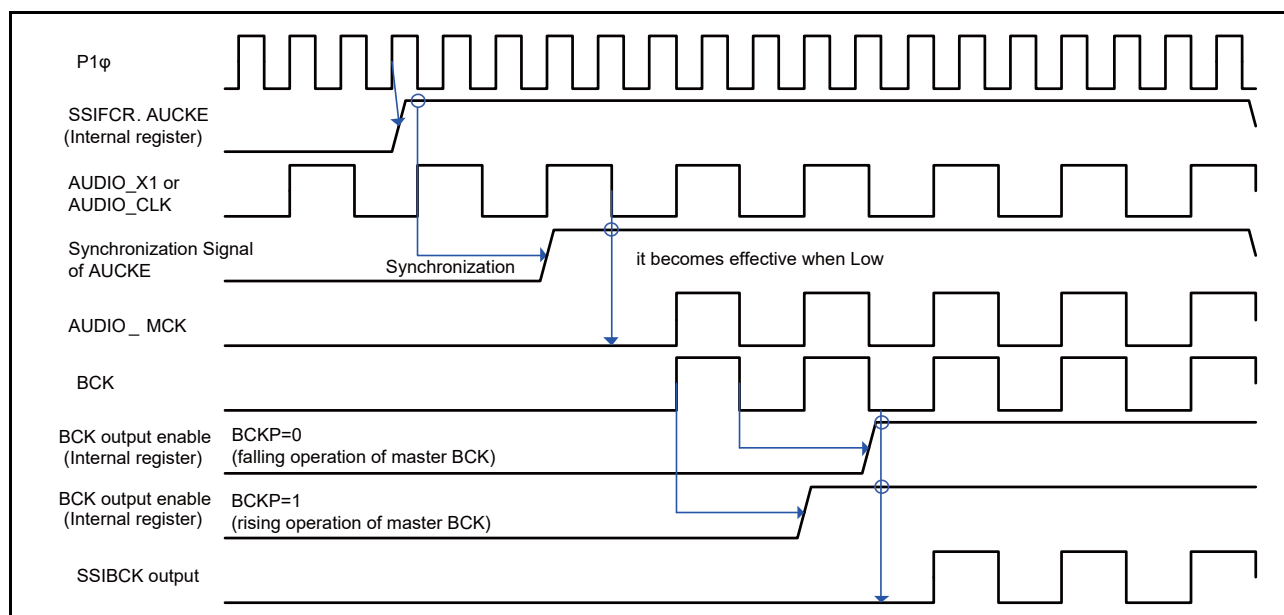 P1φ
SSIFCR. AUCKE
(Internal register)
AUDIO_X1 or
AUDIO_CLK
Synchronization Signal
of AUCKE
Synchronization
it becomes effective when Low
AUDIO _ MCK
BCK
BCK output enable
(Internal register)
BCKP=0
(falling operation of master BCK)
BCK output enable
(Internal register)
BCKP=1
(rising operation of master BCK)
SSIBCK output